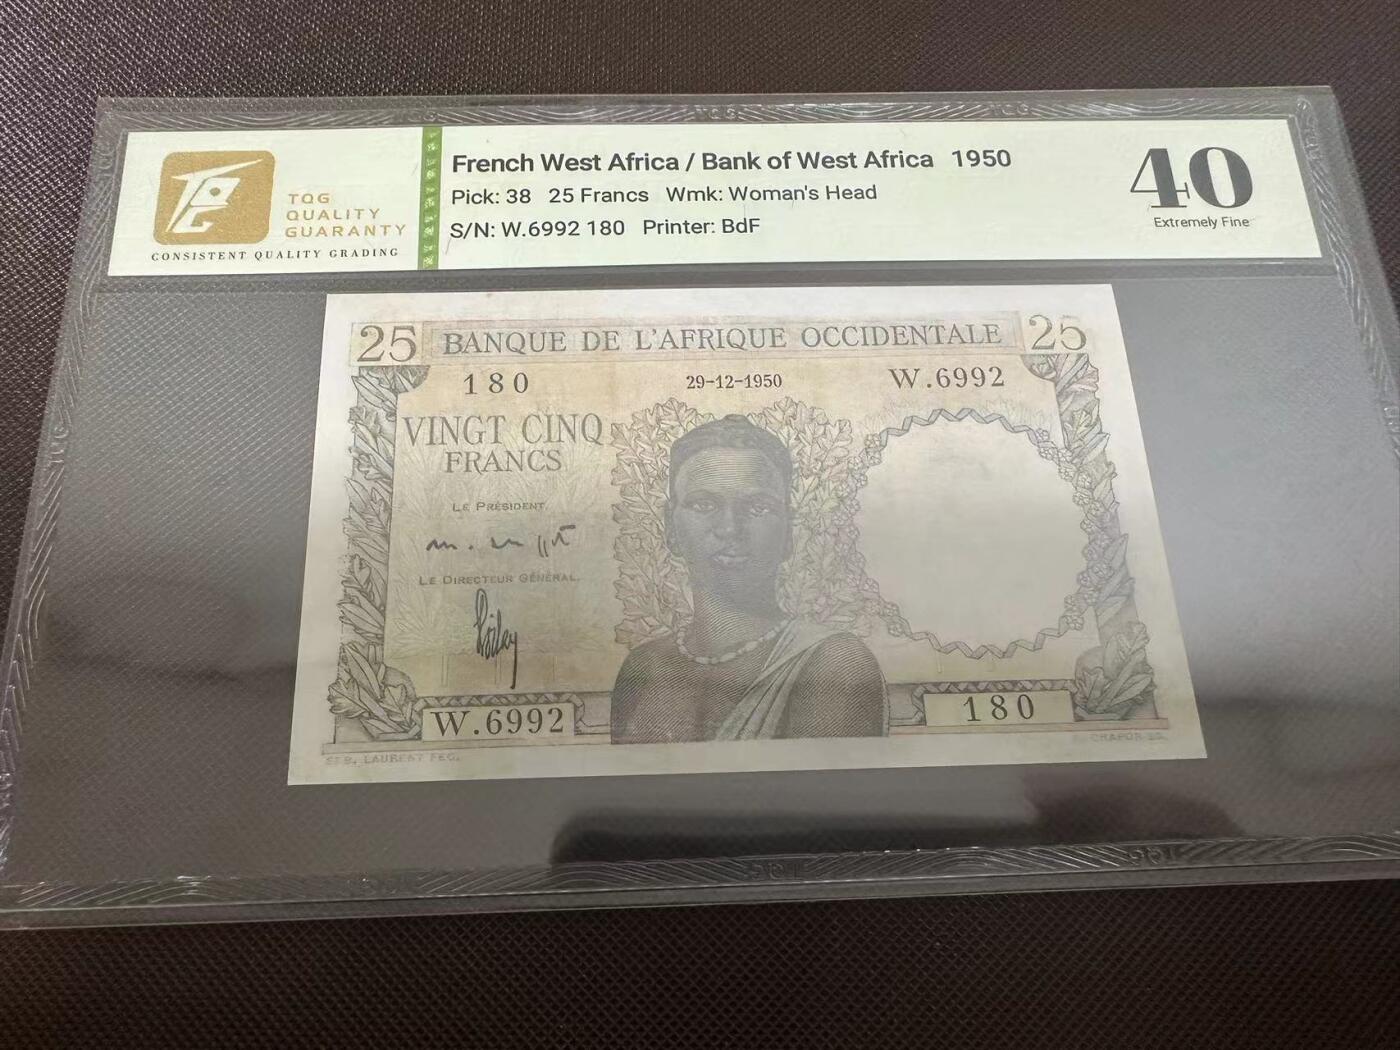 TQG
QUALITY
GUARANTY
CONSISTENT QUALITY GRADING
French West Africa / Bank of West Africa 1950
Pick: 38 25 Francs Wmk: Woman's Head
S/N: W.6992 180 Printer: BdF
40
Extremely Fine
25 BANQUE DE L'AFRIQUE OCCIDENTALE 25
180 29-12-1950 W.6992
VINGT CINQ
FRANCS
LE PRÉSIDENT,
LE DIRECTEUR GÉNÉRAL,
W.6992 180
LAURENT FEC.